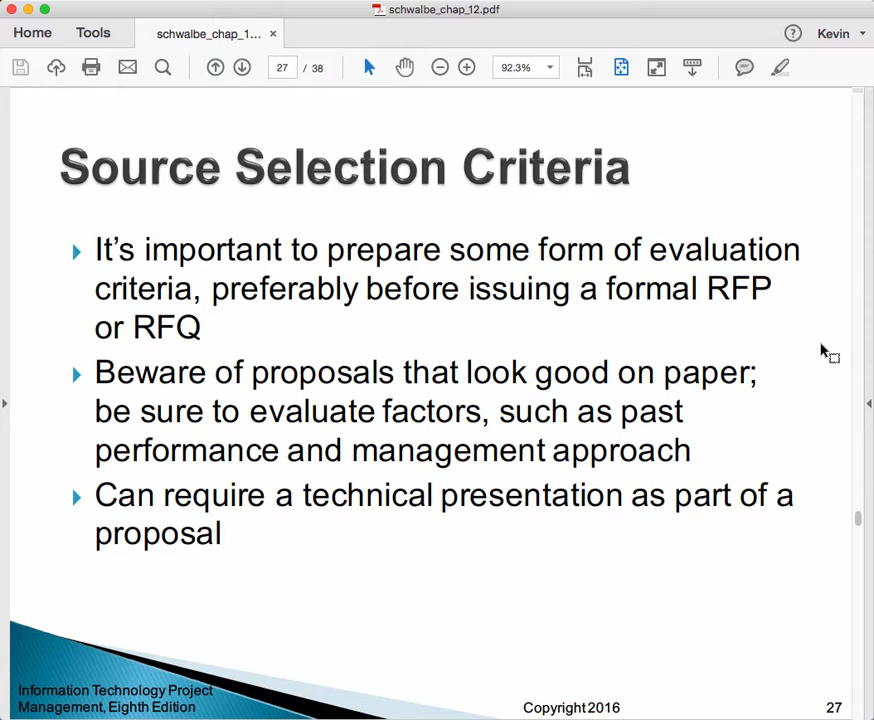 schwalbe_chap_12.pdf
Home Tools schwalbe_chap_1... × ? Kevin
27 / 38 92.3%
Source Selection Criteria
It's important to prepare some form of evaluation
criteria, preferably before issuing a formal RFP
or RFQ
Beware of proposals that look good on paper;
be sure to evaluate factors, such as past
performance and management approach
Can require a technical presentation as part of a
proposal
Information Technology Project
Management, Eighth Edition
Copyright 2016
27